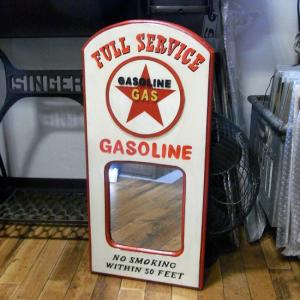 FULL SERVICE
SINGER
GASOLINE
GAS
GASOLINE
NO SMOKING
WITHIN 50 FEET